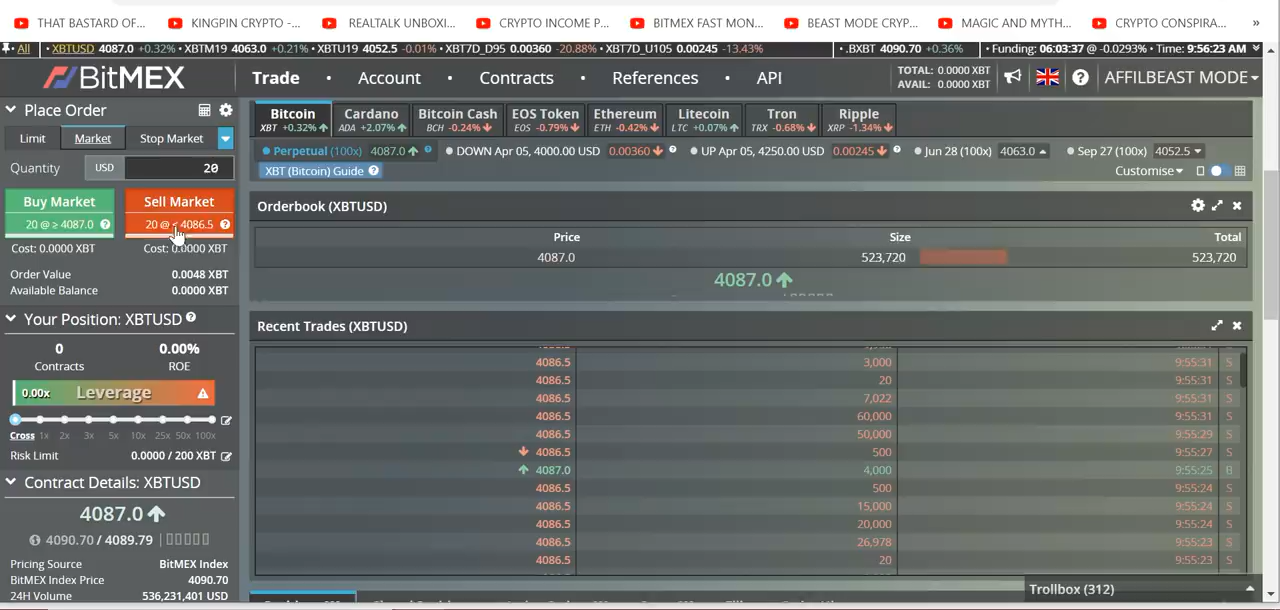 THAT BASTARD OF... KINGPIN CRYPTO -... REALTALK UNBOXI... CRYPTO INCOME P... BITMEX FAST MON... BEAST MODE CRYP... MAGIC AND MYTH... CRYPTO CONSPIRA... »
All XBTUSD 4087.0 +0.32% • XBTM19 4063.0 +0.21% • XBTU19 4052.5 -0.01% • XBT7D_D95 0.00360 -20.88% • XBT7D_U105 0.00245 -13.43% • .BXBT 4090.70 +0.36% • Funding: 06:03:37 @ -0.0293% • Time: 9:56:23 AM
BitMEX Trade • Account • Contracts • References • API TOTAL: 0.0000 XBT AFFILBEAST MODE
AVAIL: 0.0000 XBT
Place Order
Limit Market Stop Market
Quantity USD 20
Buy Market Sell Market
20 @ ≥ 4087.0 20 @ ≤ 4086.5
Cost: 0.0000 XBT Cost: 0.0000 XBT
Order Value 0.0048 XBT
Available Balance 0.0000 XBT
Your Position: XBTUSD
0 0.00%
Contracts ROE
0.00x Leverage
Cross 1x 2x 3x 5x 10x 25x 50x 100x
Risk Limit 0.0000 / 200 XBT
Contract Details: XBTUSD
4087.0
4090.70 / 4089.79
Pricing Source BitMEX Index
BitMEX Index Price 4090.70
24H Volume 536,231,401 USD
Bitcoin Cardano Bitcoin Cash EOS Token Ethereum Litecoin Tron Ripple
XBT +0.32% ADA +2.07% BCH -0.24% EOS -0.79% ETH -0.42% LTC +0.07% TRX -0.68% XRP -1.34%
Perpetual (100x) 4087.0 DOWN Apr 05, 4000.00 USD 0.00360 UP Apr 05, 4250.00 USD 0.00245 Jun 28 (100x) 4063.0 Sep 27 (100x) 4052.5
XBT (Bitcoin) Guide Customise
Orderbook (XBTUSD)
Price Size Total
4087.0 523,720 523,720
4087.0
Recent Trades (XBTUSD)
4086.5 3,000 9:55:31 S
4086.5 20 9:55:31 S
4086.5 7,022 9:55:31 S
4086.5 60,000 9:55:31 S
4086.5 50,000 9:55:29 S
4086.5 500 9:55:27 S
4087.0 4,000 9:55:25 B
4086.5 500 9:55:24 S
4086.5 15,000 9:55:24 S
4086.5 20,000 9:55:24 S
4086.5 26,978 9:55:23 S
4086.5 20 9:55:23 S
Trollbox (312)